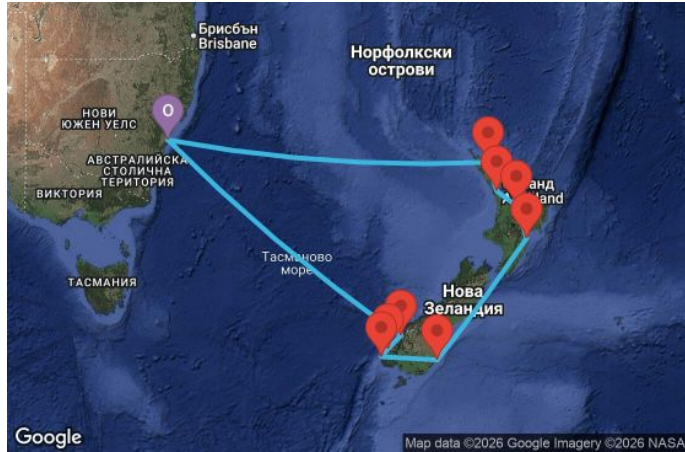 Брисбън
Brisbane
Норфолкски
острови
O
НОВИ
ЮЖЕН УЕЛС
АВСТРАЛИЙСКА
СТОЛИЧНА
ТЕРИТОРИЯ
ВИКТОРИЯ
Тасманово
море
ТАСМАНИЯ
Нова
Зеландия
Google
Map data ©2026 Google Imagery ©2026 NASA